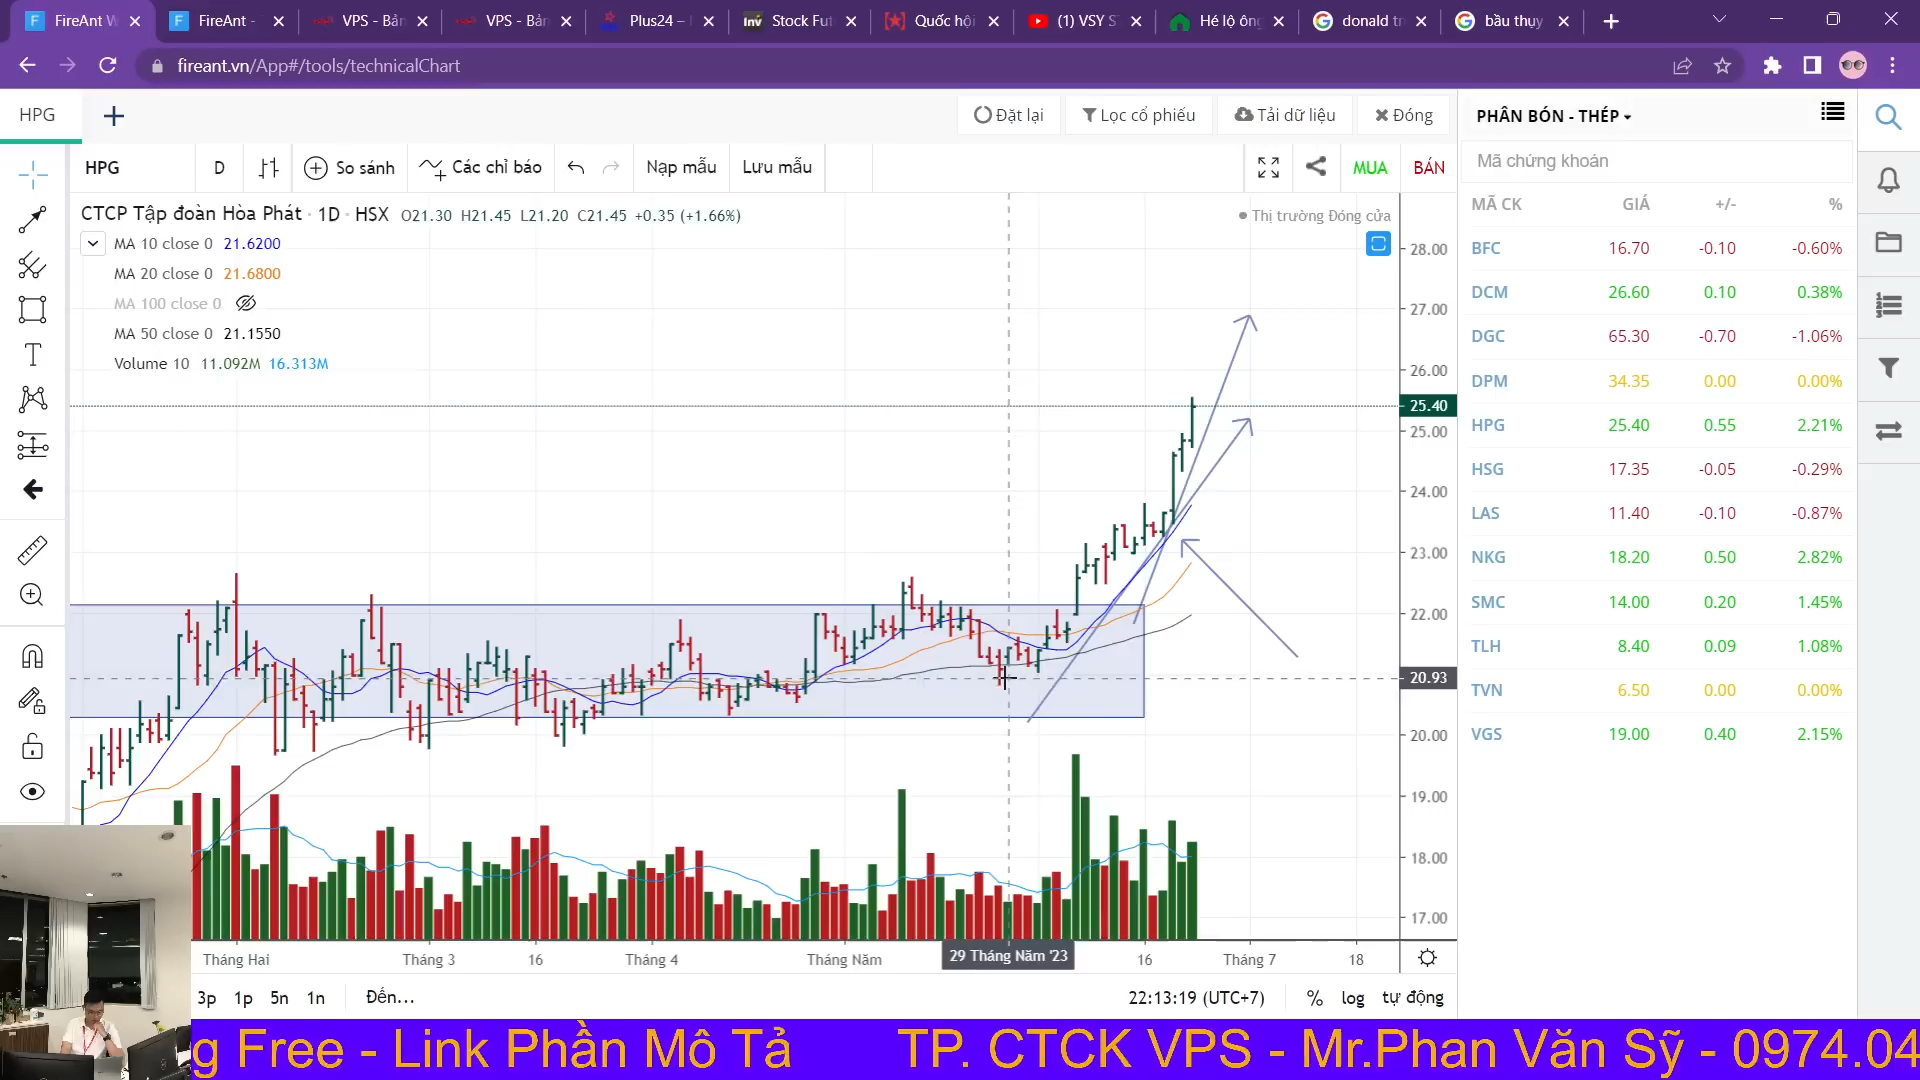 FireAnt W
FireAnt -
VPS - Bản
VPS - Bản
Plus24 –
Stock Fut
Quốc hội
(1) VSY S
Hé lộ ông
donald tr
bầu thụy
fireant.vn/App#/tools/technicalChart
HPG
Đặt lại
Lọc cổ phiếu
Tải dữ liệu
Đóng
PHÂN BÓN - THÉP
HPG
D
So sánh
Các chỉ báo
Nạp mẫu
Lưu mẫu
MUA
BÁN
Mã chứng khoán
CTCP Tập đoàn Hòa Phát · 1D · HSX O21.30 H21.45 L21.20 C21.45 +0.35 (+1.66%)
Thị trường Đóng cửa
MA 10 close 0 21.6200
MA 20 close 0 21.6800
MA 100 close 0
MA 50 close 0 21.1550
Volume 10 11.092M 16.313M
28.00
27.00
26.00
25.40
25.00
24.00
23.00
22.00
20.93
20.00
19.00
18.00
17.00
MÃ CK GIÁ +/- %
BFC 16.70 -0.10 -0.60%
DCM 26.60 0.10 0.38%
DGC 65.30 -0.70 -1.06%
DPM 34.35 0.00 0.00%
HPG 25.40 0.55 2.21%
HSG 17.35 -0.05 -0.29%
LAS 11.40 -0.10 -0.87%
NKG 18.20 0.50 2.82%
SMC 14.00 0.20 1.45%
TLH 8.40 0.09 1.08%
TVN 6.50 0.00 0.00%
VGS 19.00 0.40 2.15%
Tháng Hai
Tháng 3
16
Tháng 4
Tháng Năm
29 Tháng Năm '23
16
Tháng 7
18
3p 1p 5n 1n Đến...
22:13:19 (UTC+7) % log tự động
g Free - Link Phần Mô Tả TP. CTCK VPS - Mr.Phan Văn Sỹ - 0974.04